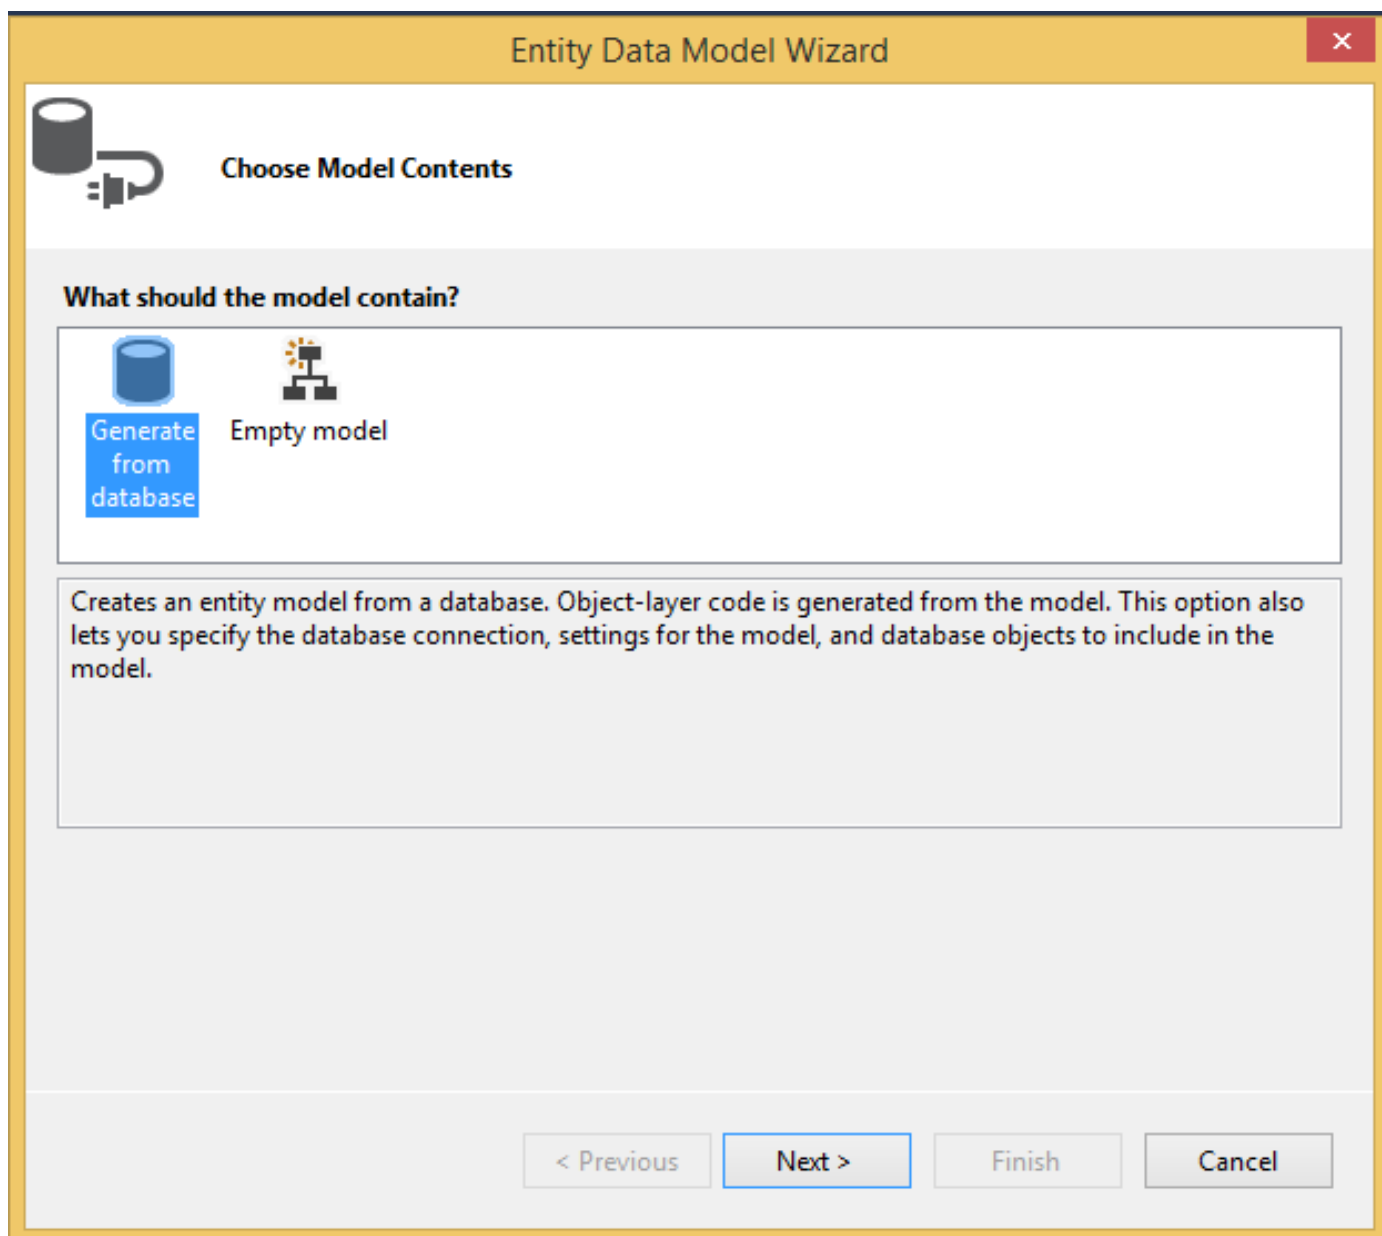 Entity Data Model Wizard
Choose Model Contents
What should the model contain?
Generate
from
database
Empty model
Creates an entity model from a database. Object-layer code is generated from the model. This option also
lets you specify the database connection, settings for the model, and database objects to include in the
model.
< Previous
Next >
Finish
Cancel